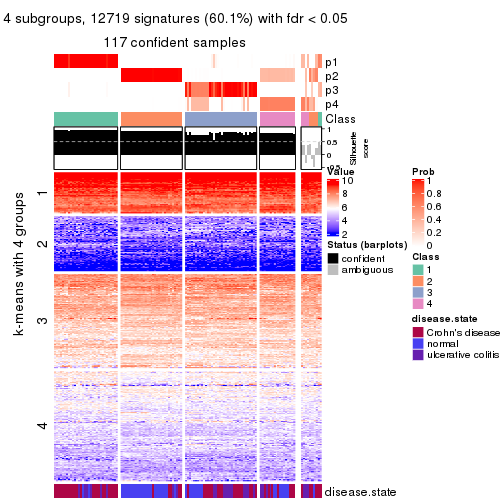 4 subgroups, 12719 signatures (60.1%) with fdr < 0.05
117 confident samples
p1
p2
p3
p4
Class
1
0.5
0
-0.5
Silhouette
score
k-means with 4 groups
1
2
3
4
disease.state
Value
10
8
6
4
2
Status (barplots)
confident
ambiguous
Prob
1
0.8
0.6
0.4
0.2
0
Class
1
2
3
4
disease.state
Crohn's disease
normal
ulcerative colitis